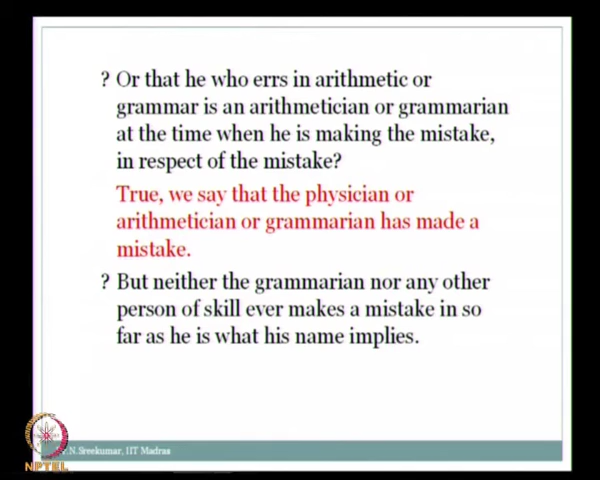 ? Or that he who errs in arithmetic or
grammar is an arithmetician or grammarian
at the time when he is making the mistake,
in respect of the mistake?
True, we say that the physician or
arithmetician or grammarian has made a
mistake.
? But neither the grammarian nor any other
person of skill ever makes a mistake in so
far as he is what his name implies.
.N.Sreekumar, IIT Madras
NPTEL